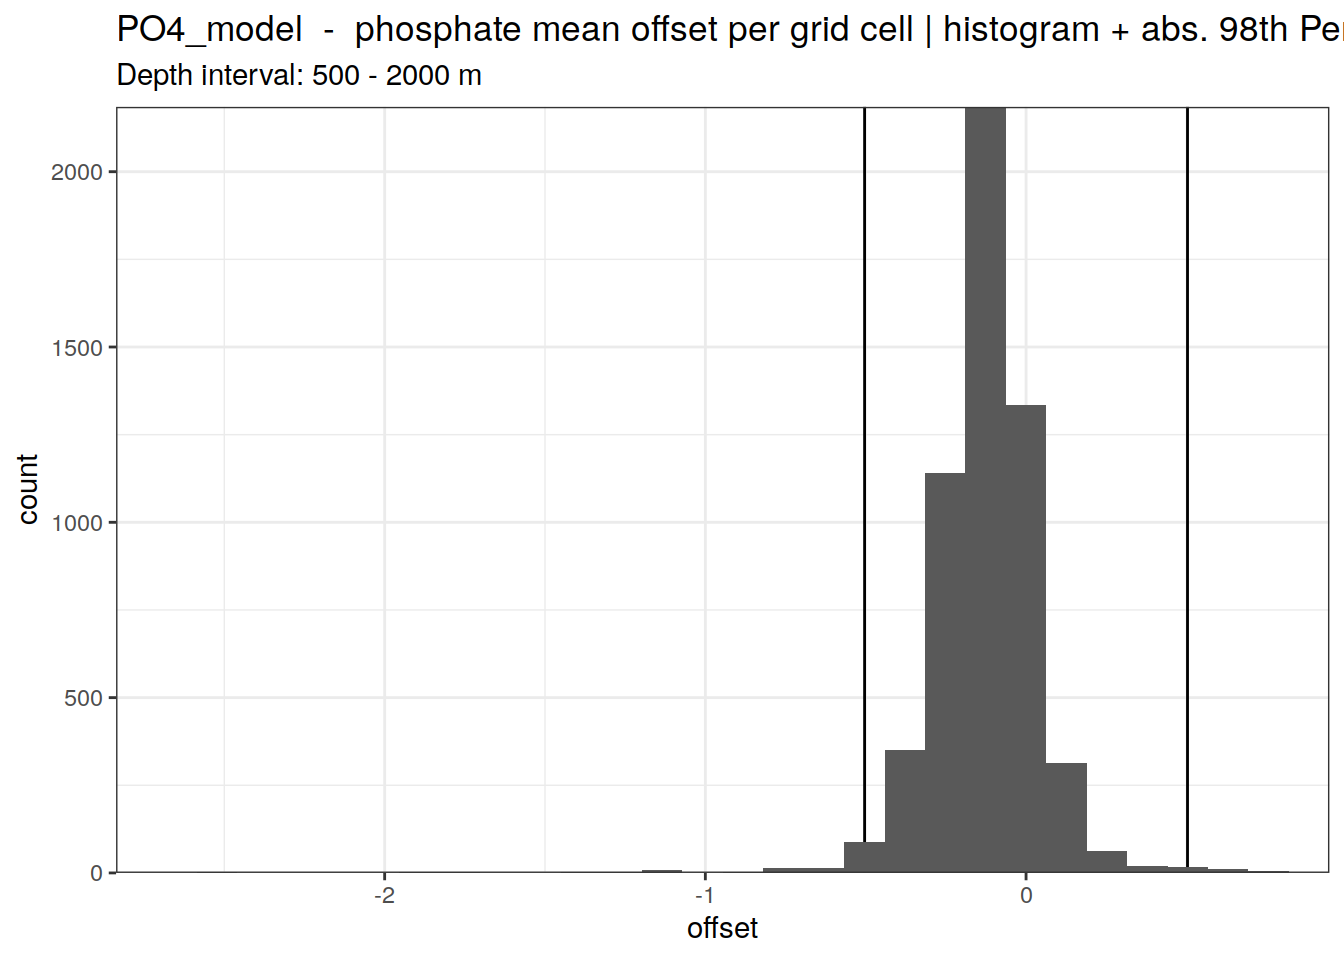 PO4_model  -  phosphate mean offset per grid cell | histogram + abs. 98th
Depth interval: 500 - 2000 m
2000
1500
1000
500
0
count
-2
-1
0
offset